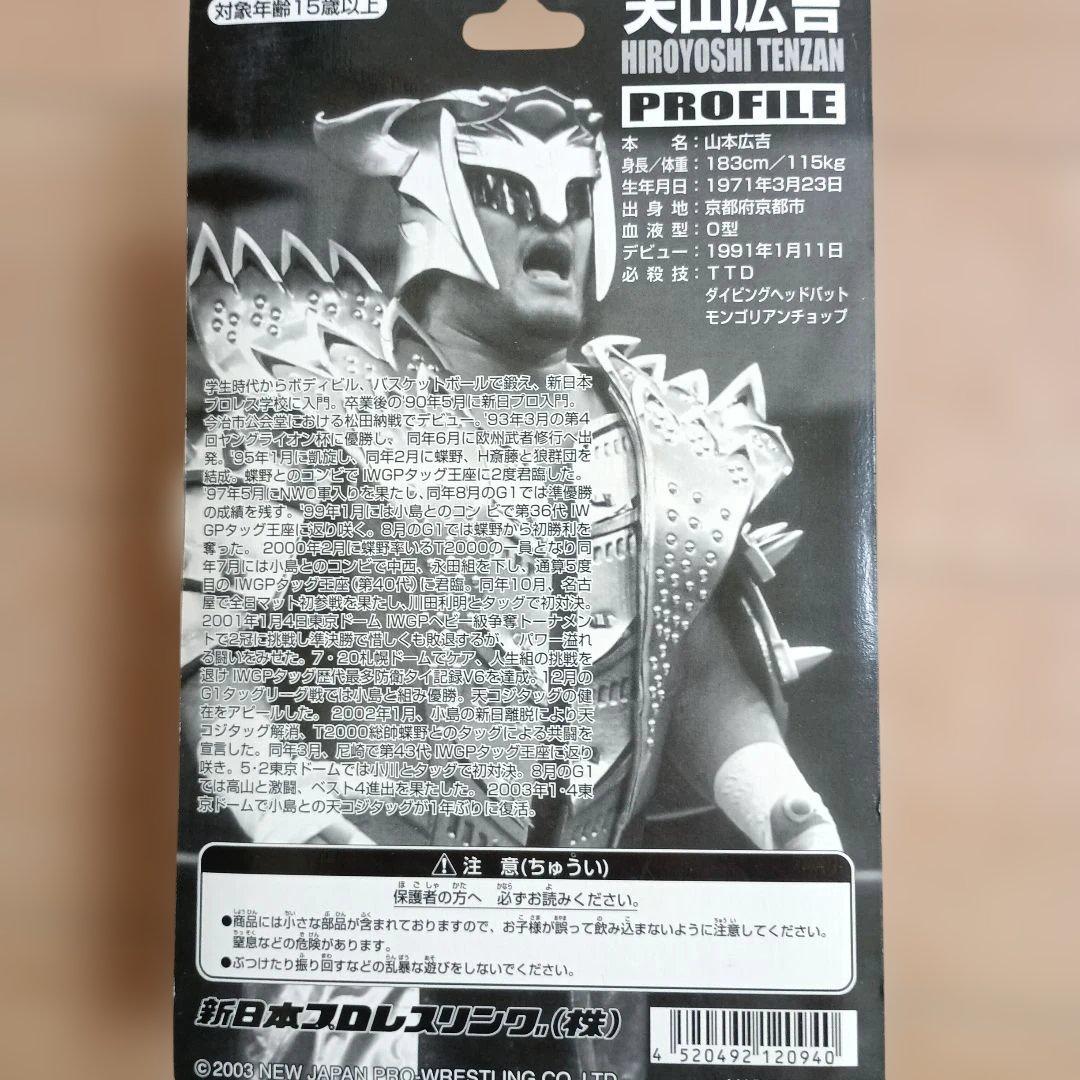 対象年齢15歳以上
天山広吉
HIROYOSHI TENZAN
PROFILE
本名：山本広吉
身長／体重：183cm／115kg
生年月日：1971年3月23日
出身地：京都府京都市
血液型：O型
デビュー：1991年1月11日
必殺技：TTD
ダイビングヘッドバット
モンゴリアンチョップ
学生時代からボディビル、バスケットボールで鍛え、新日本
プロレス学校に入門。卒業後の'90年5月に新日プロ入門。
今治市公会堂における松田納戦でデビュー。'93年3月の第4
回ヤングライオン杯に優勝し、同年6月に欧州武者修行へ出
発。'95年1月に凱旋し、同年2月に蝶野、H斎藤と狼群団を
結成。蝶野とのコンビでIWGPタッグ王座に2度君臨した。
'97年5月にNWO軍入りを果たし、同年8月のG1では準優勝
の成績を残す。'99年1月には小島とのコンビで第36代IW
GPタッグ王座に返り咲く。8月のG1では蝶野から初勝利を
奪った。2000年2月に蝶野率いるT2000の一員となり同
年7月には小島とのコンビで中西、永田組を下し、通算5度
目のIWGPタッグ王座(第40代)に君臨。同年10月、名古
屋で全日マット初参戦を果たし、川田利明とタッグで初対決。
2001年1月4日東京ドームIWGPヘビー級争奪トーナメン
トで2冠に挑戦し準決勝で惜しくも敗退するが、パワー溢れ
る闘いをみせた。7・20札幌ドームでケア、人生組の挑戦を
退けIWGPタッグ歴代最多防衛タイ記録V6を達成。12月の
G1タッグリーグ戦では小島と組み優勝。天コジタッグの健
在をアピールした。2002年1月、小島の新日離脱により天
コジタッグ解消、T2000総帥蝶野とのタッグによる共闘を
宣言した。同年3月、尼崎で第43代IWGPタッグ王座に返り
咲き。5・2東京ドームでは小川とタッグで初対決。8月のG1
では高山と激闘、ベスト4進出を果たした。2003年1・4東
京ドームで小島との天コジタッグが1年ぶりに復活。
⚠注 意(ちゅうい)
保護者の方へ 必ずお読みください。
●商品には小さな部品が含まれておりますので、お子様が誤って飲み込まないように注意してください。
窒息などの危険があります。
●ぶつけたり振り回すなどの乱暴な遊びをしないでください。
新日本プロレスリング(株)
4 520492 120940
©2003 NEW JAPAN PRO-WRESTLING CO., LTD.